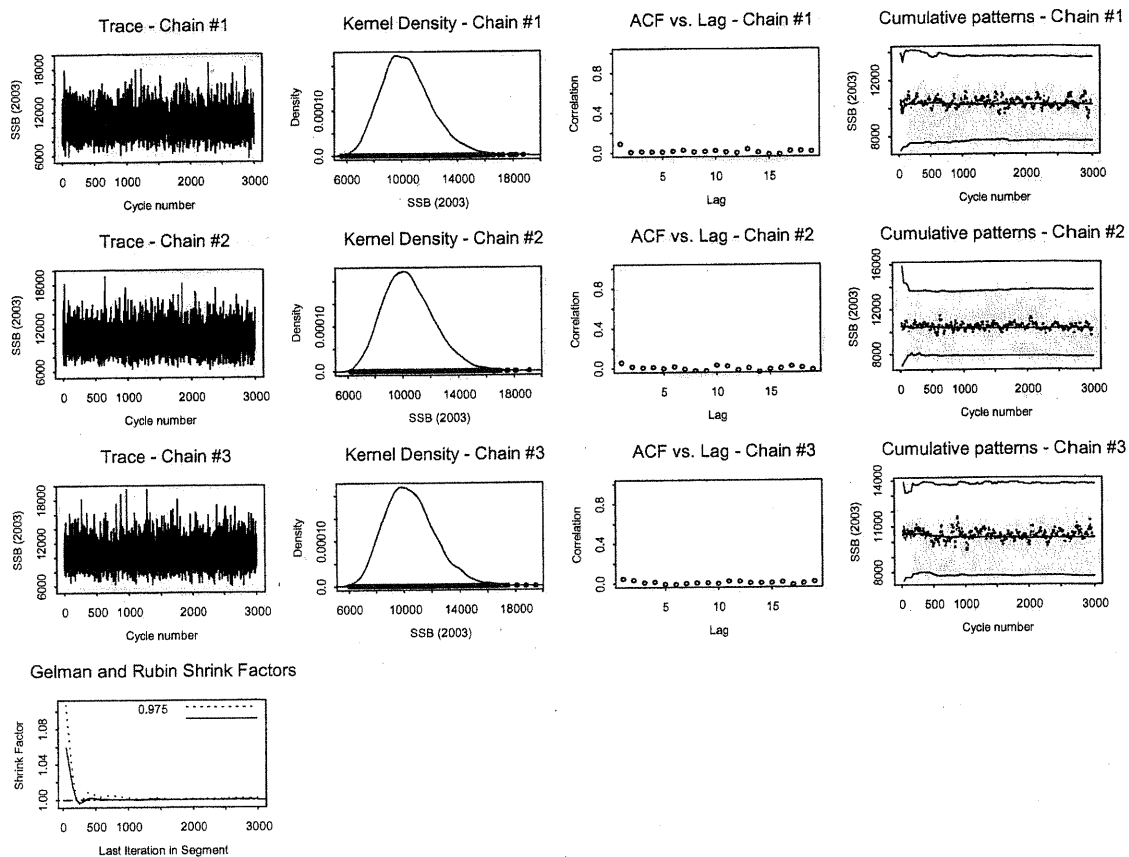 Trace - Chain #1
Kernel Density - Chain #1
ACF vs. Lag - Chain #1
Cumulative patterns - Chain #1
SSB (2003)
6000 12000 18000
0 500 1000 2000 3000
Cycle number
Density
0.0 0.00010
6000 10000 14000 18000
SSB (2003)
Correlation
0.0 0.4 0.8
5 10 15
Lag
SSB (2003)
8000 12000
0 500 1000 2000 3000
Cycle number
Trace - Chain #2
Kernel Density - Chain #2
ACF vs. Lag - Chain #2
Cumulative patterns - Chain #2
SSB (2003)
6000 12000 18000
0 500 1000 2000 3000
Cycle number
Density
0.0 0.00010
6000 10000 14000 18000
SSB (2003)
Correlation
0.0 0.4 0.8
5 10 15
Lag
SSB (2003)
8000 12000 16000
0 500 1000 2000 3000
Cycle number
Trace - Chain #3
Kernel Density - Chain #3
ACF vs. Lag - Chain #3
Cumulative patterns - Chain #3
SSB (2003)
6000 12000 18000
0 500 1000 2000 3000
Cycle number
Density
0.0 0.00010
6000 10000 14000 18000
SSB (2003)
Correlation
0.0 0.4 0.8
5 10 15
Lag
SSB (2003)
8000 11000 14000
0 500 1000 2000 3000
Cycle number
Gelman and Rubin Shrink Factors
0.975
Shrink Factor
1.00 1.04 1.08
0 500 1000 2000 3000
Last Iteration in Segment